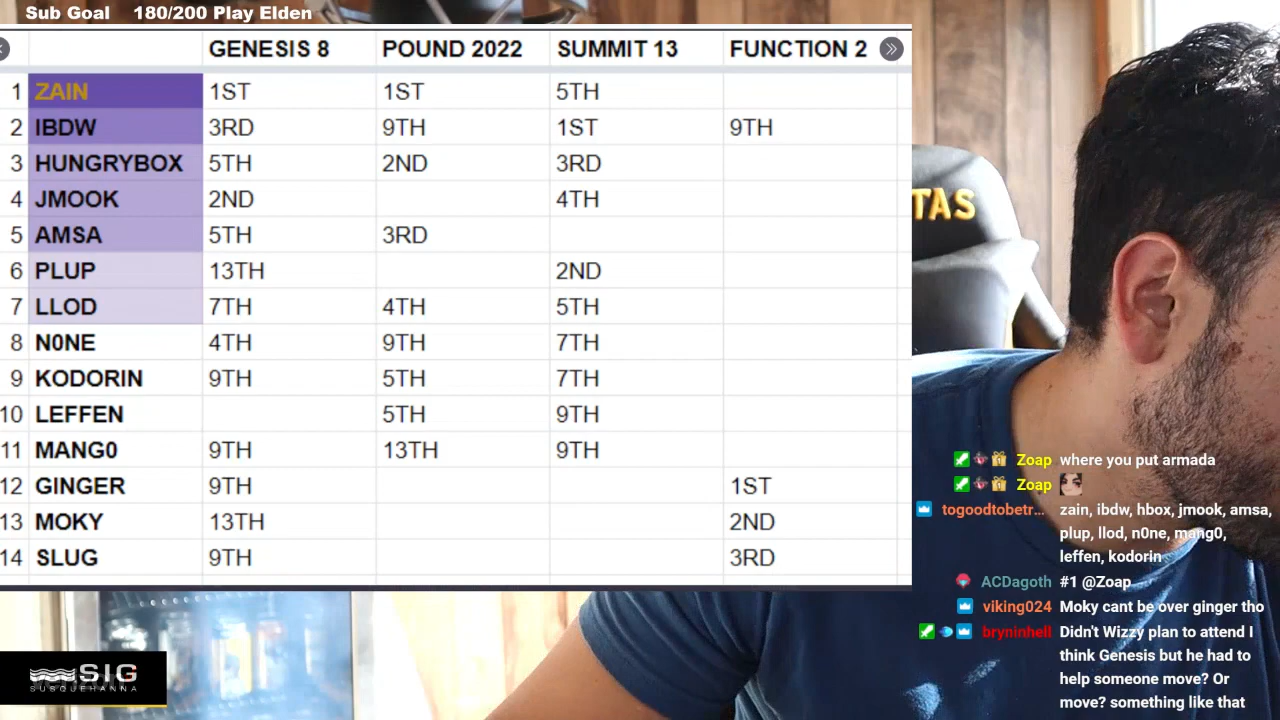 Sub Goal 180/200 Play Elden
GENESIS 8 POUND 2022 SUMMIT 13 FUNCTION 2
1 ZAIN 1ST 1ST 5TH
2 IBDW 3RD 9TH 1ST 9TH
3 HUNGRYBOX 5TH 2ND 3RD
4 JMOOK 2ND 4TH
5 AMSA 5TH 3RD
6 PLUP 13TH 2ND
7 LLOD 7TH 4TH 5TH
8 N0NE 4TH 9TH 7TH
9 KODORIN 9TH 5TH 7TH
10 LEFFEN 5TH 9TH
11 MANG0 9TH 13TH 9TH
12 GINGER 9TH 1ST
13 MOKY 13TH 2ND
14 SLUG 9TH 3RD
TAS
Zoap where you put armada
Zoap
togoodtobetr... zain, ibdw, hbox, jmook, amsa,
plup, llod, n0ne, mang0,
leffen, kodorin
ACDagoth #1 @Zoap
viking024 Moky cant be over ginger tho
bryninhell Didn't Wizzy plan to attend I
think Genesis but he had to
help someone move? Or
move? something like that
SIG
SUSQUEHANNA